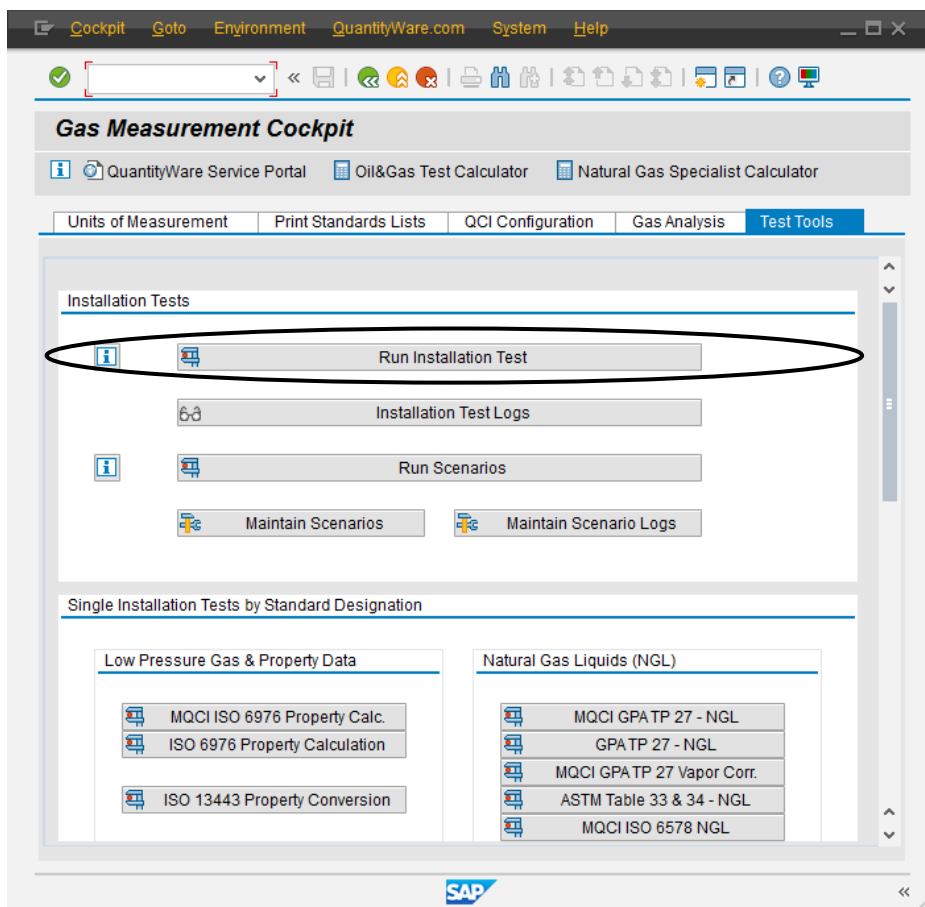 Cockpit Goto Environment QuantityWare.com System Help
Gas Measurement Cockpit
QuantityWare Service Portal Oil&Gas Test Calculator Natural Gas Specialist Calculator
Units of Measurement Print Standards Lists QCI Configuration Gas Analysis Test Tools
Installation Tests
Run Installation Test
Installation Test Logs
Run Scenarios
Maintain Scenarios Maintain Scenario Logs
Single Installation Tests by Standard Designation
Low Pressure Gas & Property Data
MQCI ISO 6976 Property Calc.
ISO 6976 Property Calculation
ISO 13443 Property Conversion
Natural Gas Liquids (NGL)
MQCI GPA TP 27 - NGL
GPA TP 27 - NGL
MQCI GPA TP 27 Vapor Corr.
ASTM Table 33 & 34 - NGL
MQCI ISO 6578 NGL
SAP